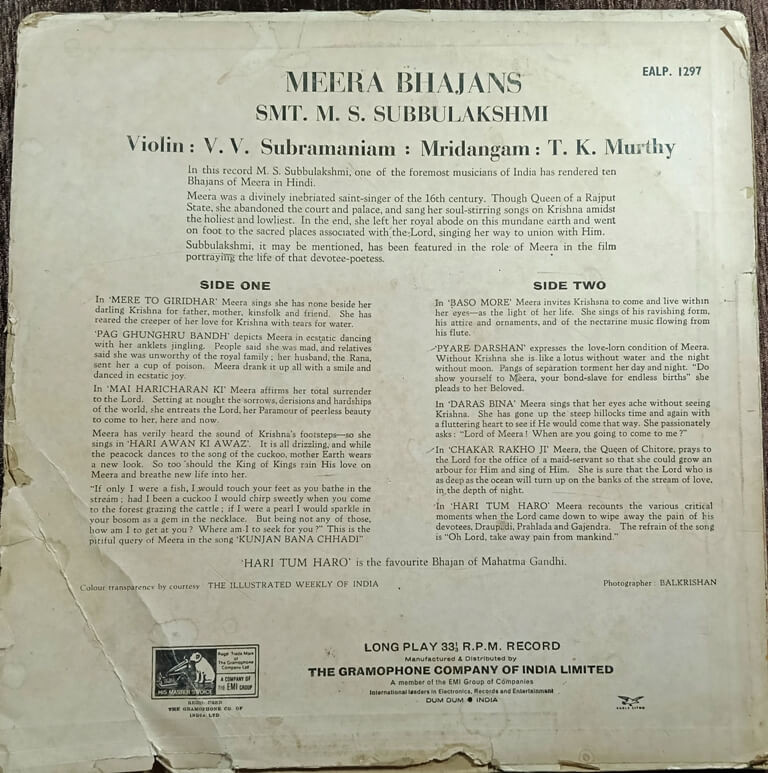 EALP. 1297
MEERA BHAJANS
SMT. M. S. SUBBULAKSHMI
Violin : V. V. Subramaniam : Mridangam : T. K. Murthy
In this record M. S. Subbulakshmi, one of the foremost musicians of India has rendered ten
Bhajans of Meera in Hindi.
Meera was a divinely inebriated saint-singer of the 16th century. Though Queen of a Rajput
State, she abandoned the court and palace, and sang her soul-stirring songs on Krishna amidst
the holiest and lowliest. In the end, she left her royal abode on this mundane earth and went
on foot to the sacred places associated with the Lord, singing her way to union with Him.
Subbulakshmi, it may be mentioned, has been featured in the role of Meera in the film
portraying the life of that devotee-poetess.
SIDE ONE
In 'MERE TO GIRIDHAR' Meera sings she has none beside her
darling Krishna for father, mother, kinsfolk and friend. She has
reared the creeper of her love for Krishna with tears for water.
'PAG GHUNGHRU BANDH' depicts Meera in ecstatic dancing
with her anklets jingling. People said she was mad, and relatives
said she was unworthy of the royal family ; her husband, the Rana,
sent her a cup of poison. Meera drank it up all with a smile and
danced in ecstatic joy.
In 'MAI HARICHARAN KI' Meera affirms her total surrender
to the Lord. Setting at nought the sorrows, derisions and hardships
of the world, she entreats the Lord, her Paramour of peerless beauty
to come to her, here and now.
Meera has verily heard the sound of Krishna's footsteps—so she
sings in 'HARI AWAN KI AWAZ'. It is all drizzling, and while
the peacock dances to the song of the cuckoo, mother Earth wears
a new look. So too should the King of Kings rain His love on
Meera and breathe new life into her.
"If only I were a fish, I would touch your feet as you bathe in the
stream ; had I been a cuckoo I would chirp sweetly when you come
to the forest grazing the cattle ; if I were a pearl I would sparkle in
your bosom as a gem in the necklace. But being not any of those,
how am I to get at you ? Where am I to seek for you ?" This is the
pitiful query of Meera in the song 'KUNJAN BANA CHHADI"
SIDE TWO
In 'BASO MORE' Meera invites Krishsna to come and live within
her eyes—as the light of her life. She sings of his ravishing form,
his attire and ornaments, and of the nectarine music flowing from
his flute.
'PYARE DARSHAN' expresses the love-lorn condition of Meera.
Without Krishna she is like a lotus without water and the night
without moon. Pangs of separation torment her day and night. "Do
show yourself to Meera, your bond-slave for endless births" she
pleads to her Beloved.
In 'DARAS BINA' Meera sings that her eyes ache without seeing
Krishna. She has gone up the steep hillocks time and again with
a fluttering heart to see if He would come that way. She passionately
asks : "Lord of Meera ! When are you going to come to me ?"
In 'CHAKAR RAKHO JI' Meera, the Queen of Chitore, prays to
the Lord for the office of a maid-servant so that she could grow an
arbour for Him and sing of Him. She is sure that the Lord who is
as deep as the ocean will turn up on the banks of the stream of love,
in the depth of night.
In 'HARI TUM HARO' Meera recounts the various critical
moments when the Lord came down to wipe away the pain of his
devotees, Draupadi, Prahlada and Gajendra. The refrain of the song
is "Oh Lord, take away pain from mankind."
'HARI TUM HARO' is the favourite Bhajan of Mahatma Gandhi.
Colour transparency by courtesy THE ILLUSTRATED WEEKLY OF INDIA
Photographer : BALKRISHAN
HIS MASTER'S VOICE
Regd. Trade Mark
of The Gramophone
Company Ltd
A COMPANY OF
THE EMI GROUP
REGD. USER
THE GRAMOPHONE CO. OF
INDIA LTD.
LONG PLAY 33⅓ R.P.M. RECORD
Manufactured & Distributed by
THE GRAMOPHONE COMPANY OF INDIA LIMITED
A member of the EMI Group of Companies
International leaders in Electronics, Records and Entertainment
DUM DUM ● INDIA
EAGLE LITHO